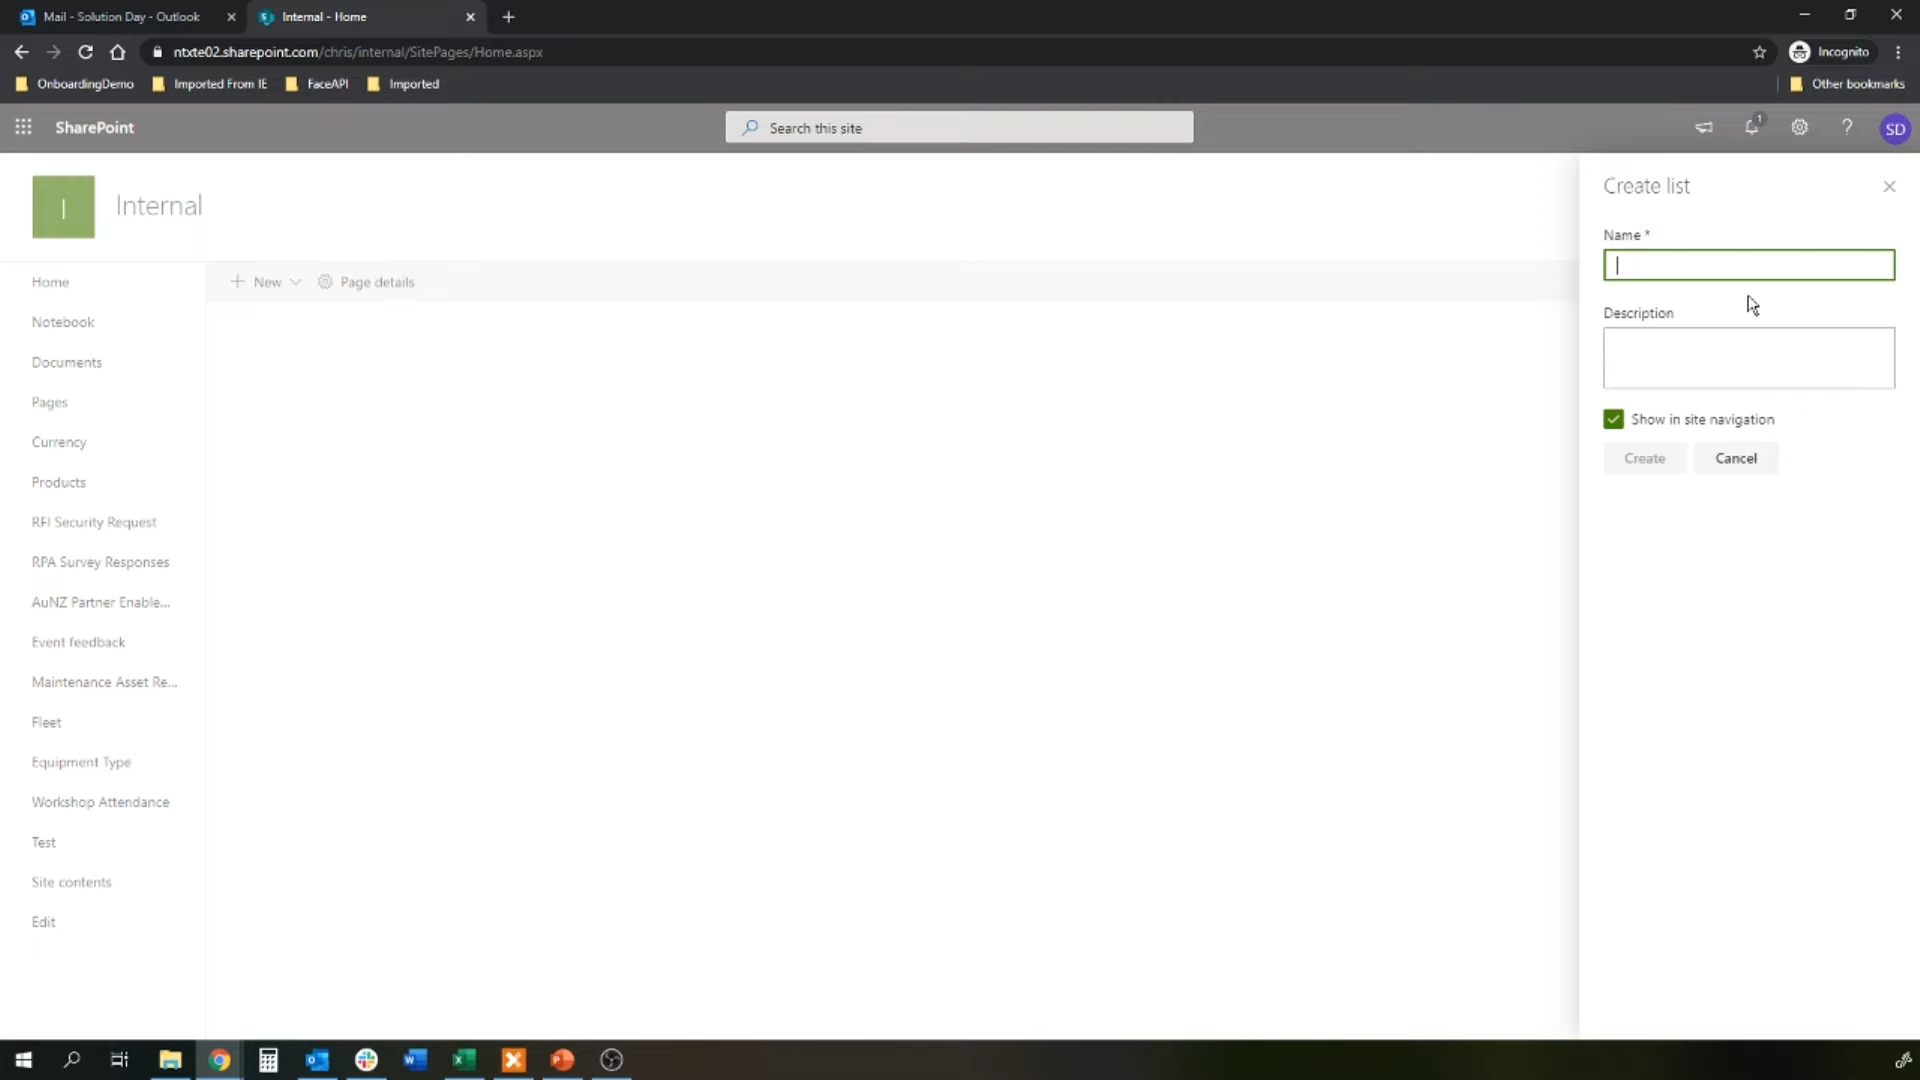 Mail - Solution Day - Outlook
Internal - Home
ntxte02.sharepoint.com/chris/internal/SitePages/Home.aspx
Incognito
OnboardingDemo
Imported From IE
FaceAPI
Imported
Other bookmarks
SharePoint
Search this site
1
?
SD
I
Internal
Create list
Name *
Description
Show in site navigation
Create
Cancel
New
Page details
Home
Notebook
Documents
Pages
Currency
Products
RFI Security Request
RPA Survey Responses
AuNZ Partner Enable...
Event feedback
Maintenance Asset Re...
Fleet
Equipment Type
Workshop Attendance
Test
Site contents
Edit